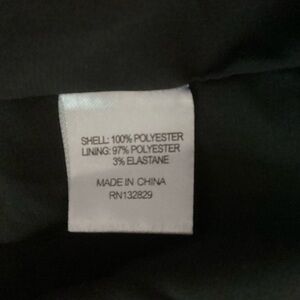 SHELL: 100% POLYESTER
LINING: 97% POLYESTER
3% ELASTANE
MADE IN CHINA
RN132829